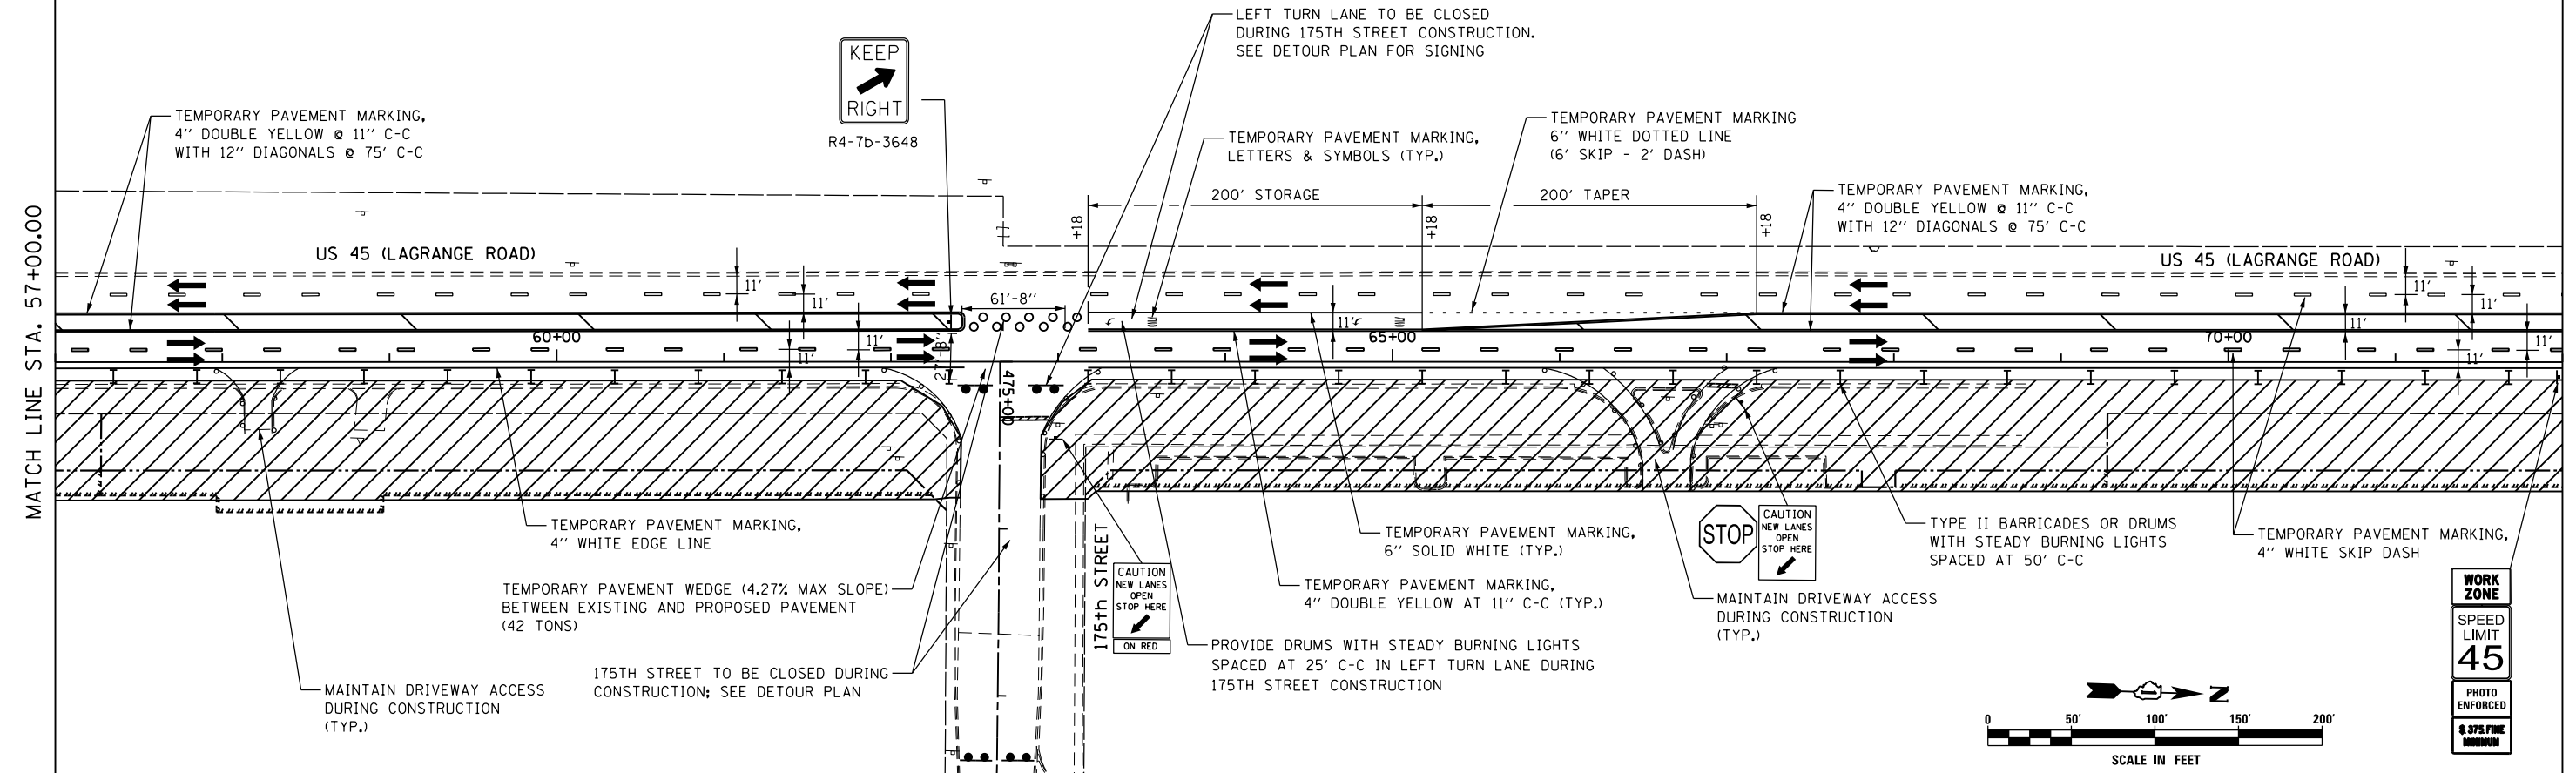 LEFT TURN LANE TO BE CLOSED
DURING 175TH STREET CONSTRUCTION.
SEE DETOUR PLAN FOR SIGNING
KEEP
RIGHT
R4-7b-3648
TEMPORARY PAVEMENT MARKING,
4'' DOUBLE YELLOW @ 11'' C-C
WITH 12'' DIAGONALS @ 75' C-C
TEMPORARY PAVEMENT MARKING,
LETTERS & SYMBOLS (TYP.)
TEMPORARY PAVEMENT MARKING
6'' WHITE DOTTED LINE
(6' SKIP - 2' DASH)
TEMPORARY PAVEMENT MARKING,
4'' DOUBLE YELLOW @ 11'' C-C
WITH 12'' DIAGONALS @ 75' C-C
200' STORAGE
200' TAPER
+18
+18
+18
MATCH LINE STA. 57+00.00
US 45 (LAGRANGE ROAD)
US 45 (LAGRANGE ROAD)
11'
11'
61'-8''
11'
11'
11'
11'
11'
27'-8''
11'
11'
11'
60+00
65+00
70+00
475+00
TEMPORARY PAVEMENT MARKING,
4'' WHITE EDGE LINE
TEMPORARY PAVEMENT WEDGE (4.27% MAX SLOPE)
BETWEEN EXISTING AND PROPOSED PAVEMENT
(42 TONS)
175TH STREET TO BE CLOSED DURING
CONSTRUCTION; SEE DETOUR PLAN
MAINTAIN DRIVEWAY ACCESS
DURING CONSTRUCTION
(TYP.)
175th STREET
CAUTION
NEW LANES
OPEN
STOP HERE
ON RED
TEMPORARY PAVEMENT MARKING,
6'' SOLID WHITE (TYP.)
TEMPORARY PAVEMENT MARKING,
4'' DOUBLE YELLOW AT 11'' C-C (TYP.)
PROVIDE DRUMS WITH STEADY BURNING LIGHTS
SPACED AT 25' C-C IN LEFT TURN LANE DURING
175TH STREET CONSTRUCTION
STOP
CAUTION
NEW LANES
OPEN
STOP HERE
MAINTAIN DRIVEWAY ACCESS
DURING CONSTRUCTION
(TYP.)
TYPE II BARRICADES OR DRUMS
WITH STEADY BURNING LIGHTS
SPACED AT 50' C-C
TEMPORARY PAVEMENT MARKING,
4'' WHITE SKIP DASH
WORK
ZONE
SPEED
LIMIT
45
PHOTO
ENFORCED
$ 375 FINE
MINIMUM
N
0 50' 100' 150' 200'
SCALE IN FEET